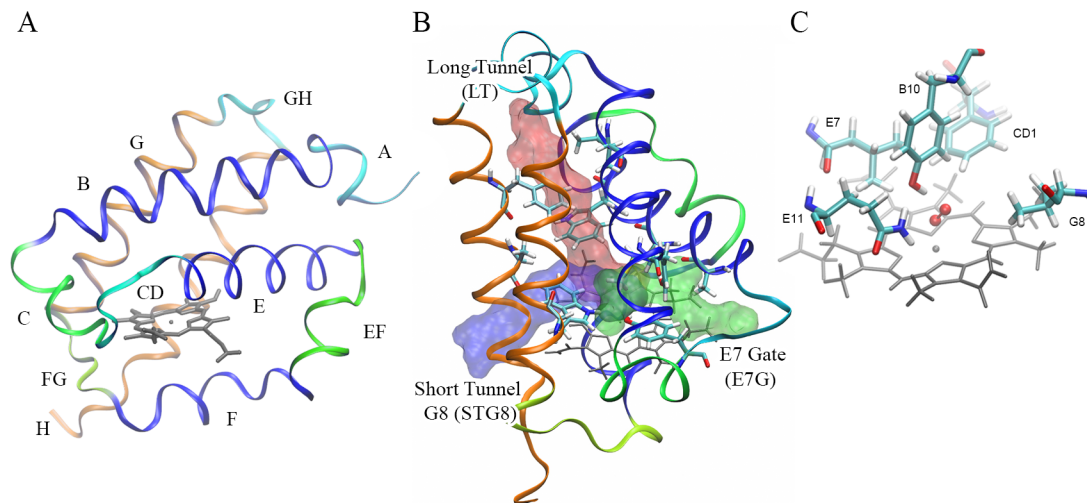 A
GH
G
A
B
E
CD
C
EF
FG
F
H
B
Long Tunnel
(LT)
E7 Gate
(E7G)
Short Tunnel
G8 (STG8)
C
B10
E7
CD1
E11
G8